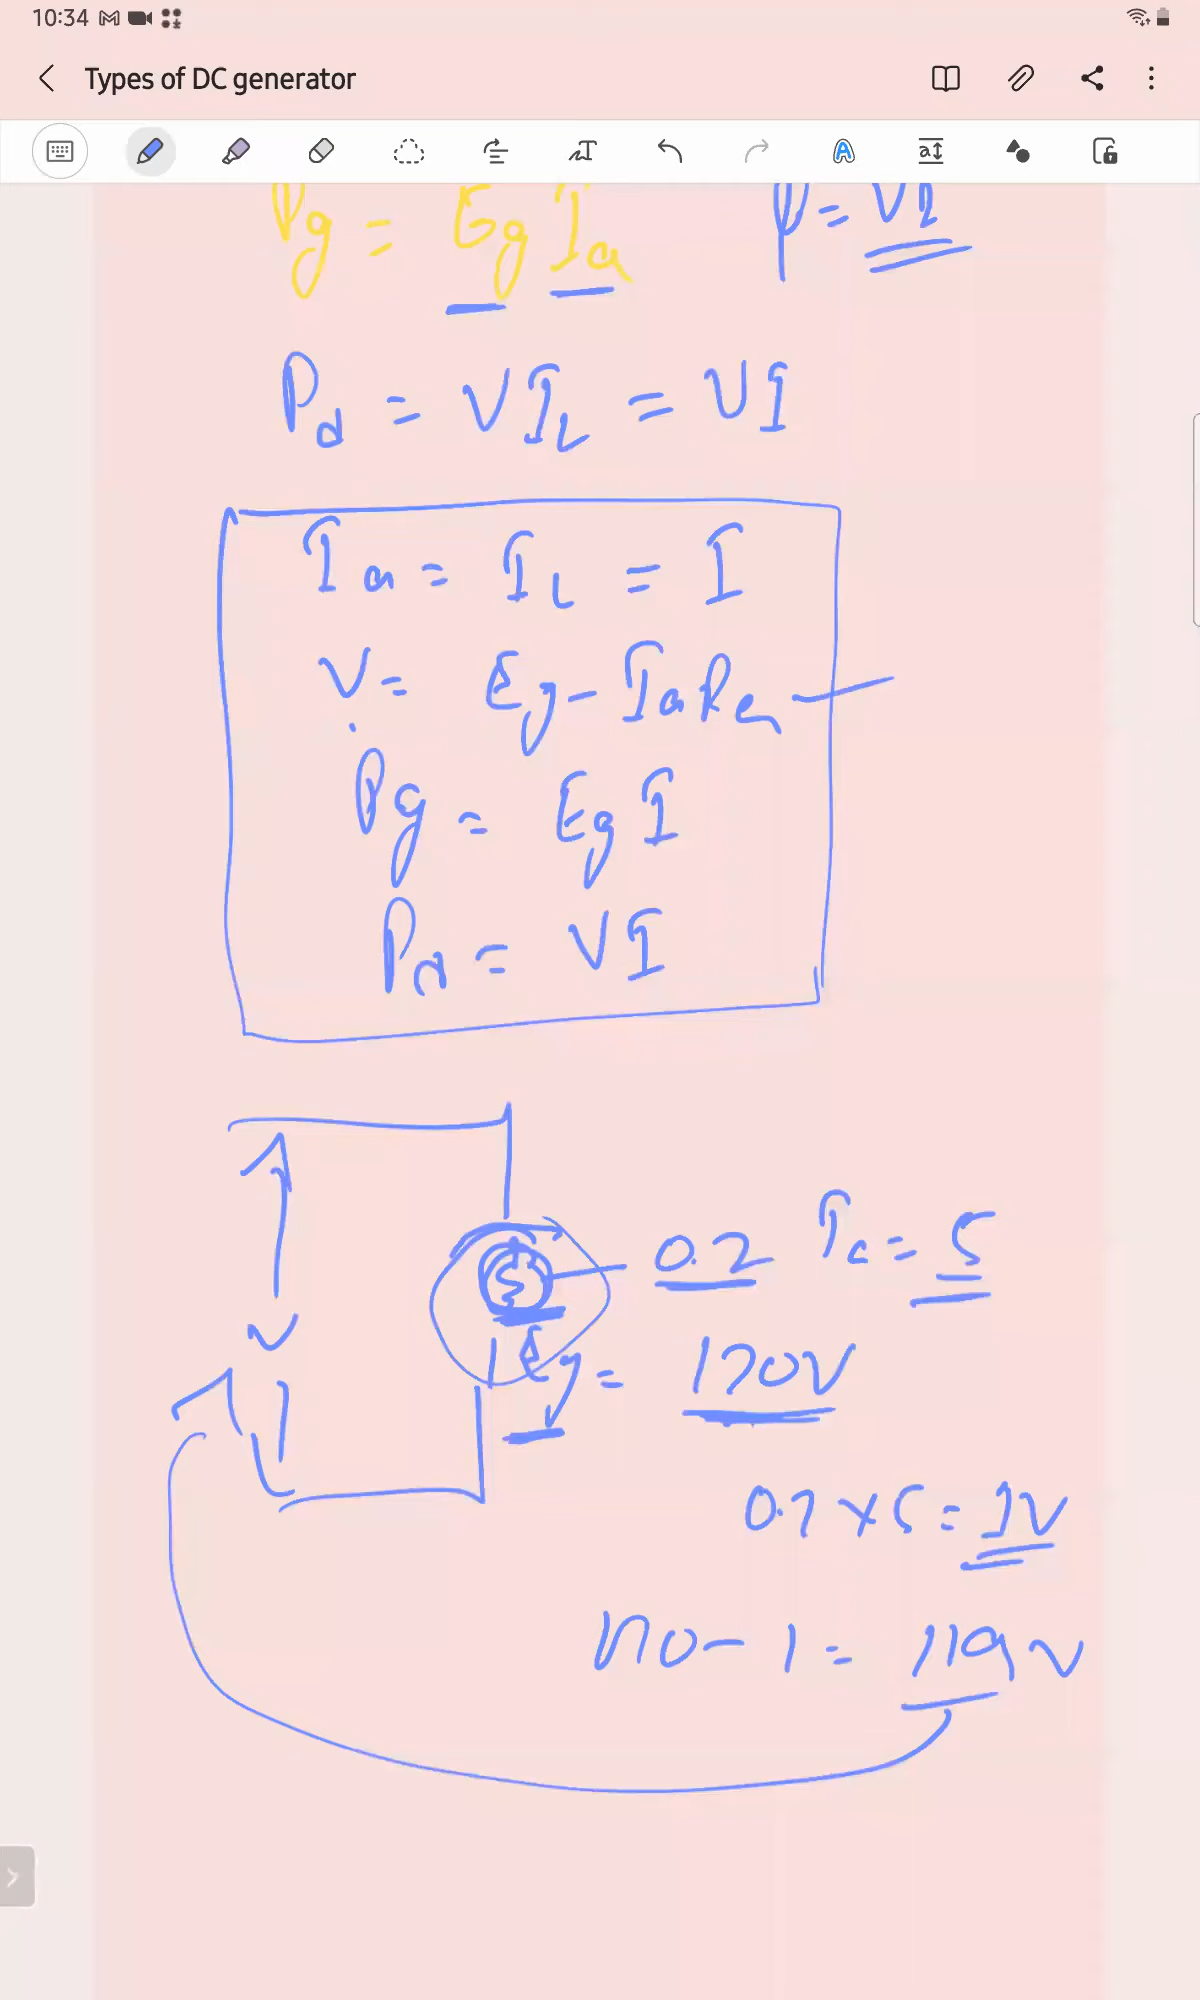 10:34
Types of DC generator
Pg = Eg Ia
P = VI
Pd = VIL = VI
Ia = IL = I
V = Eg - IaRa
Pg = Eg I
Pd = VI
0.2 Ia = 5
V
Eg = 120V
0.2 x 5 = 1V
120 - 1 = 119V